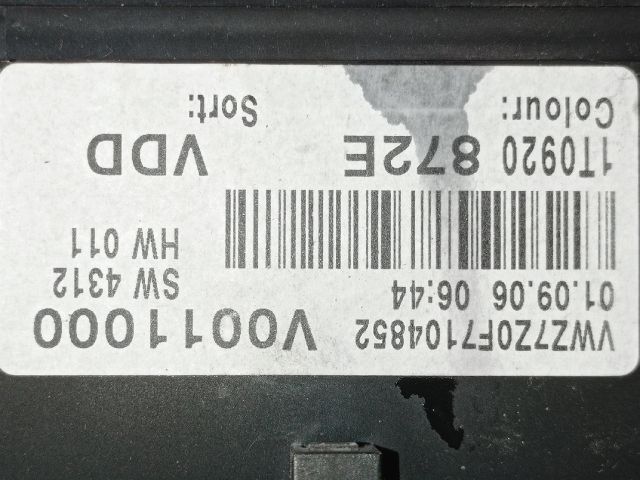 VWZ7Z0F7104852 V0011000
01.09.06 06:44 SW 4312
HW 011
1T0920 872E VDD
Colour: Sort: